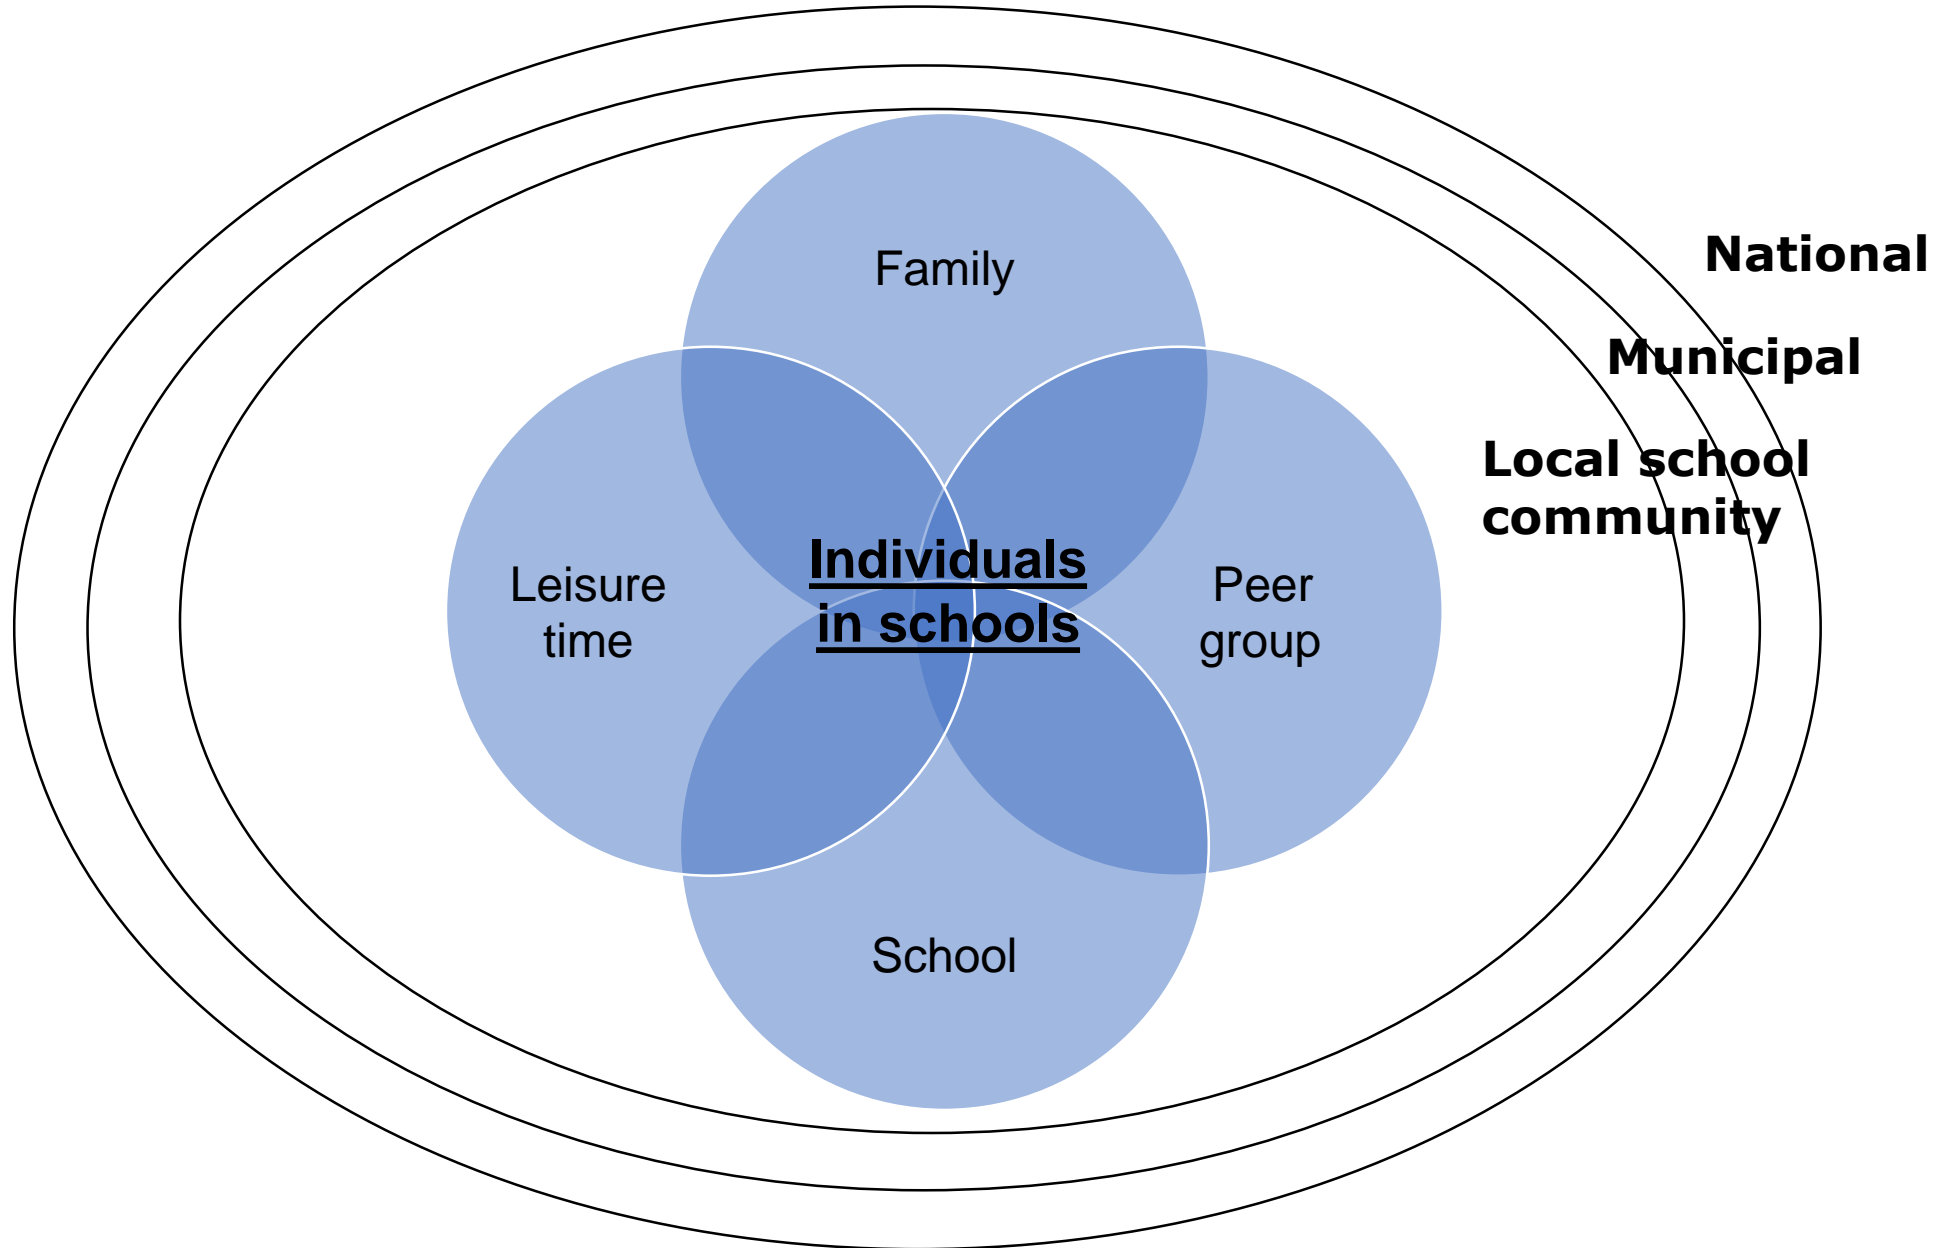 Family
National
Municipal
Local school
community
Individuals
in schools
Leisure
time
Peer
group
School